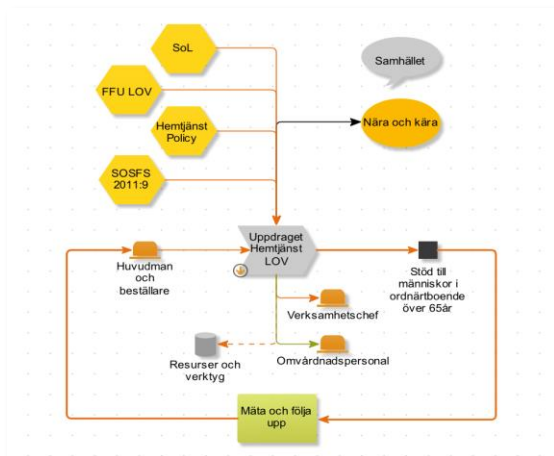 SoL
Samhället
FFU LOV
Hemtjänst
Policy
Nära och kära
SOSFS
2011:9
Uppdraget
Hemtjänst
LOV
Huvudman
och
beställare
Stöd till
människor i
ordnärtboende
över 65år
Verksamhetschef
Resurser och
verktyg
Omvårdnadspersonal
Mäta och följa
upp